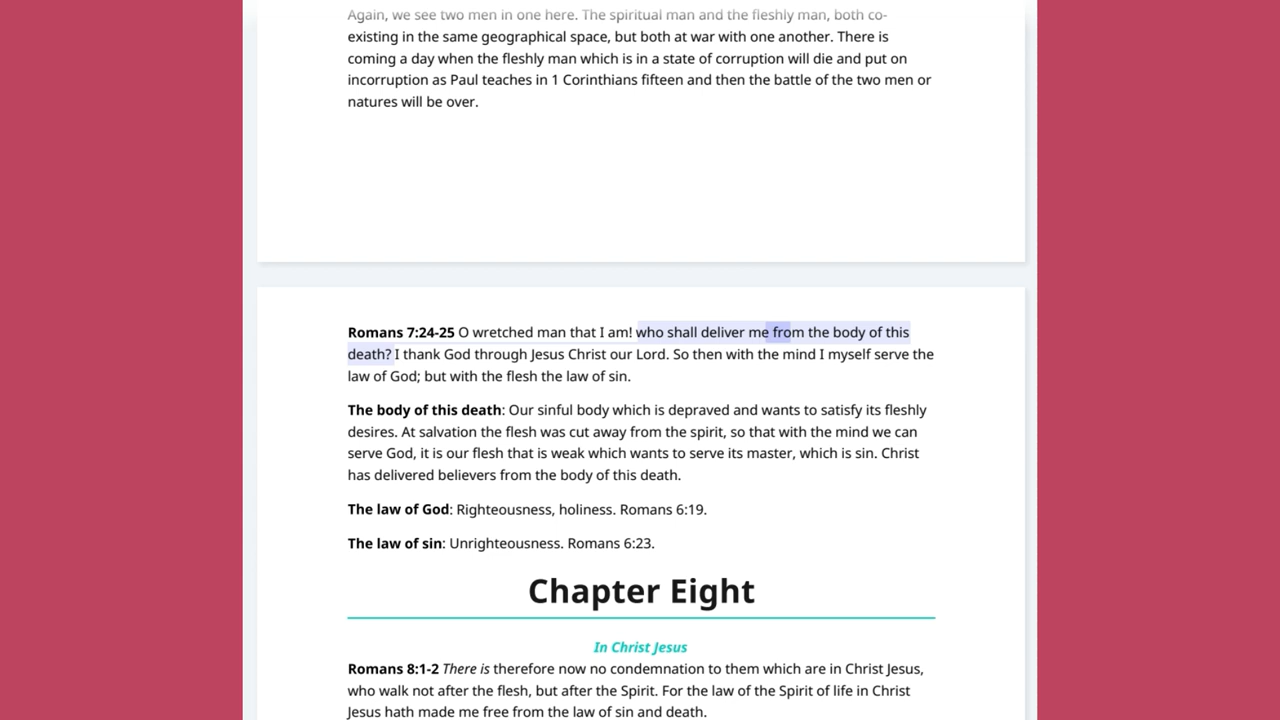 Again, we see two men in one here. The spiritual man and the fleshly man, both co-
existing in the same geographical space, but both at war with one another. There is
coming a day when the fleshly man which is in a state of corruption will die and put on
incorruption as Paul teaches in 1 Corinthians fifteen and then the battle of the two men or
natures will be over.
Romans 7:24-25 O wretched man that I am! who shall deliver me from the body of this
death? I thank God through Jesus Christ our Lord. So then with the mind I myself serve the
law of God; but with the flesh the law of sin.
The body of this death: Our sinful body which is depraved and wants to satisfy its fleshly
desires. At salvation the flesh was cut away from the spirit, so that with the mind we can
serve God, it is our flesh that is weak which wants to serve its master, which is sin. Christ
has delivered believers from the body of this death.
The law of God: Righteousness, holiness. Romans 6:19.
The law of sin: Unrighteousness. Romans 6:23.
Chapter Eight
In Christ Jesus
Romans 8:1-2 There is therefore now no condemnation to them which are in Christ Jesus,
who walk not after the flesh, but after the Spirit. For the law of the Spirit of life in Christ
Jesus hath made me free from the law of sin and death.